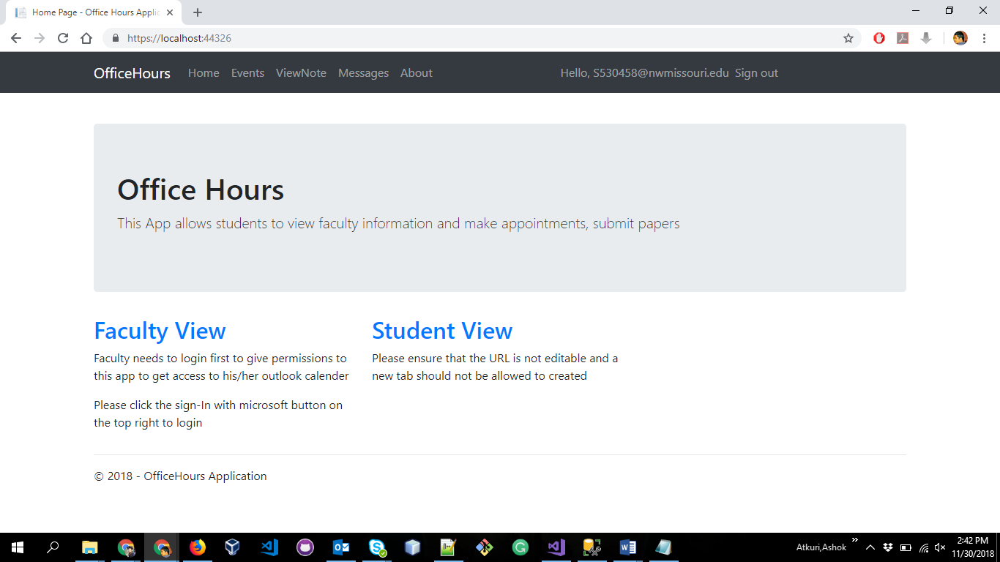 Home Page - Office Hours Applic
https://localhost:44326
OfficeHours Home Events ViewNote Messages About Hello, S530458@nwmissouri.edu Sign out
Office Hours
This App allows students to view faculty information and make appointments, submit papers
Faculty View
Faculty needs to login first to give permissions to
this app to get access to his/her outlook calender
Please click the sign-In with microsoft button on
the top right to login
Student View
Please ensure that the URL is not editable and a
new tab should not be allowed to created
© 2018 - OfficeHours Application
Atkuri,Ashok
2:42 PM
11/30/2018